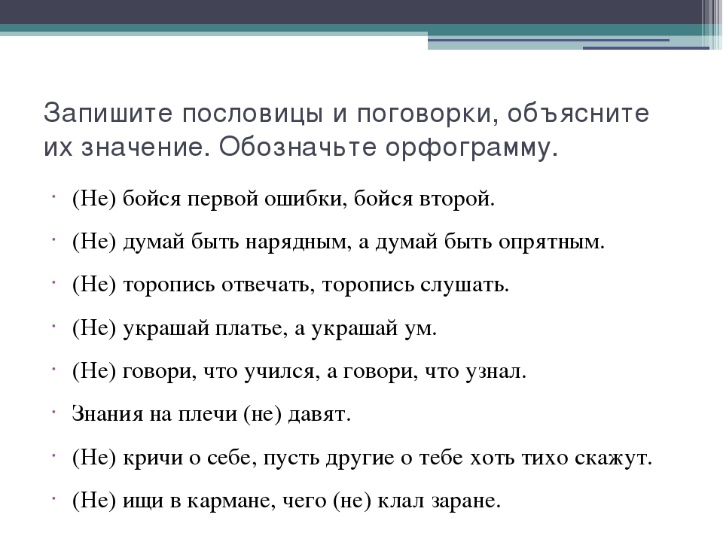 Запишите пословицы и поговорки, объясните
их значение. Обозначьте орфограмму.
· (Не) бойся первой ошибки, бойся второй.
· (Не) думай быть нарядным, а думай быть опрятным.
· (Не) торопись отвечать, торопись слушать.
· (Не) украшай платье, а украшай ум.
· (Не) говори, что учился, а говори, что узнал.
· Знания на плечи (не) давят.
· (Не) кричи о себе, пусть другие о тебе хоть тихо скажут.
· (Не) ищи в кармане, чего (не) клал заране.